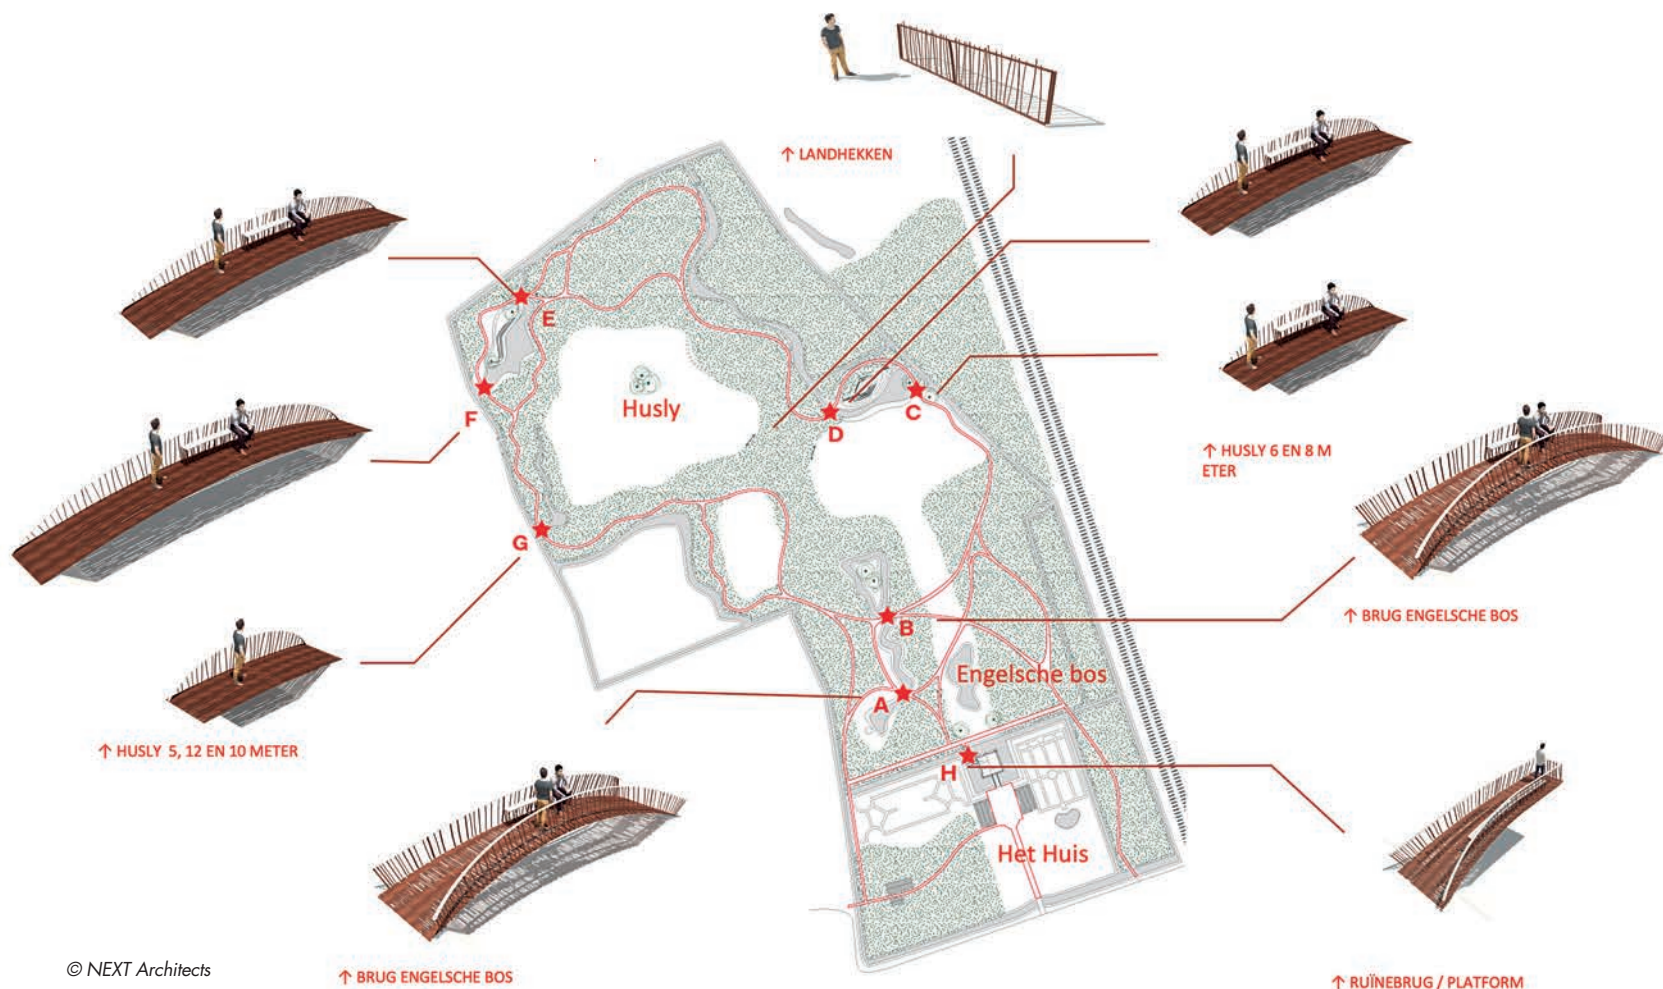 ↑ LANDHEKKEN
E
Husly
F
D
C
↑ HUSLY 6 EN 8 M
ETER
G
B
↑ BRUG ENGELSCHE BOS
Engelsche bos
A
↑ HUSLY 5, 12 EN 10 METER
H
Het Huis
© NEXT Architects
↑ BRUG ENGELSCHE BOS
↑ RUÏNEBRUG / PLATFORM